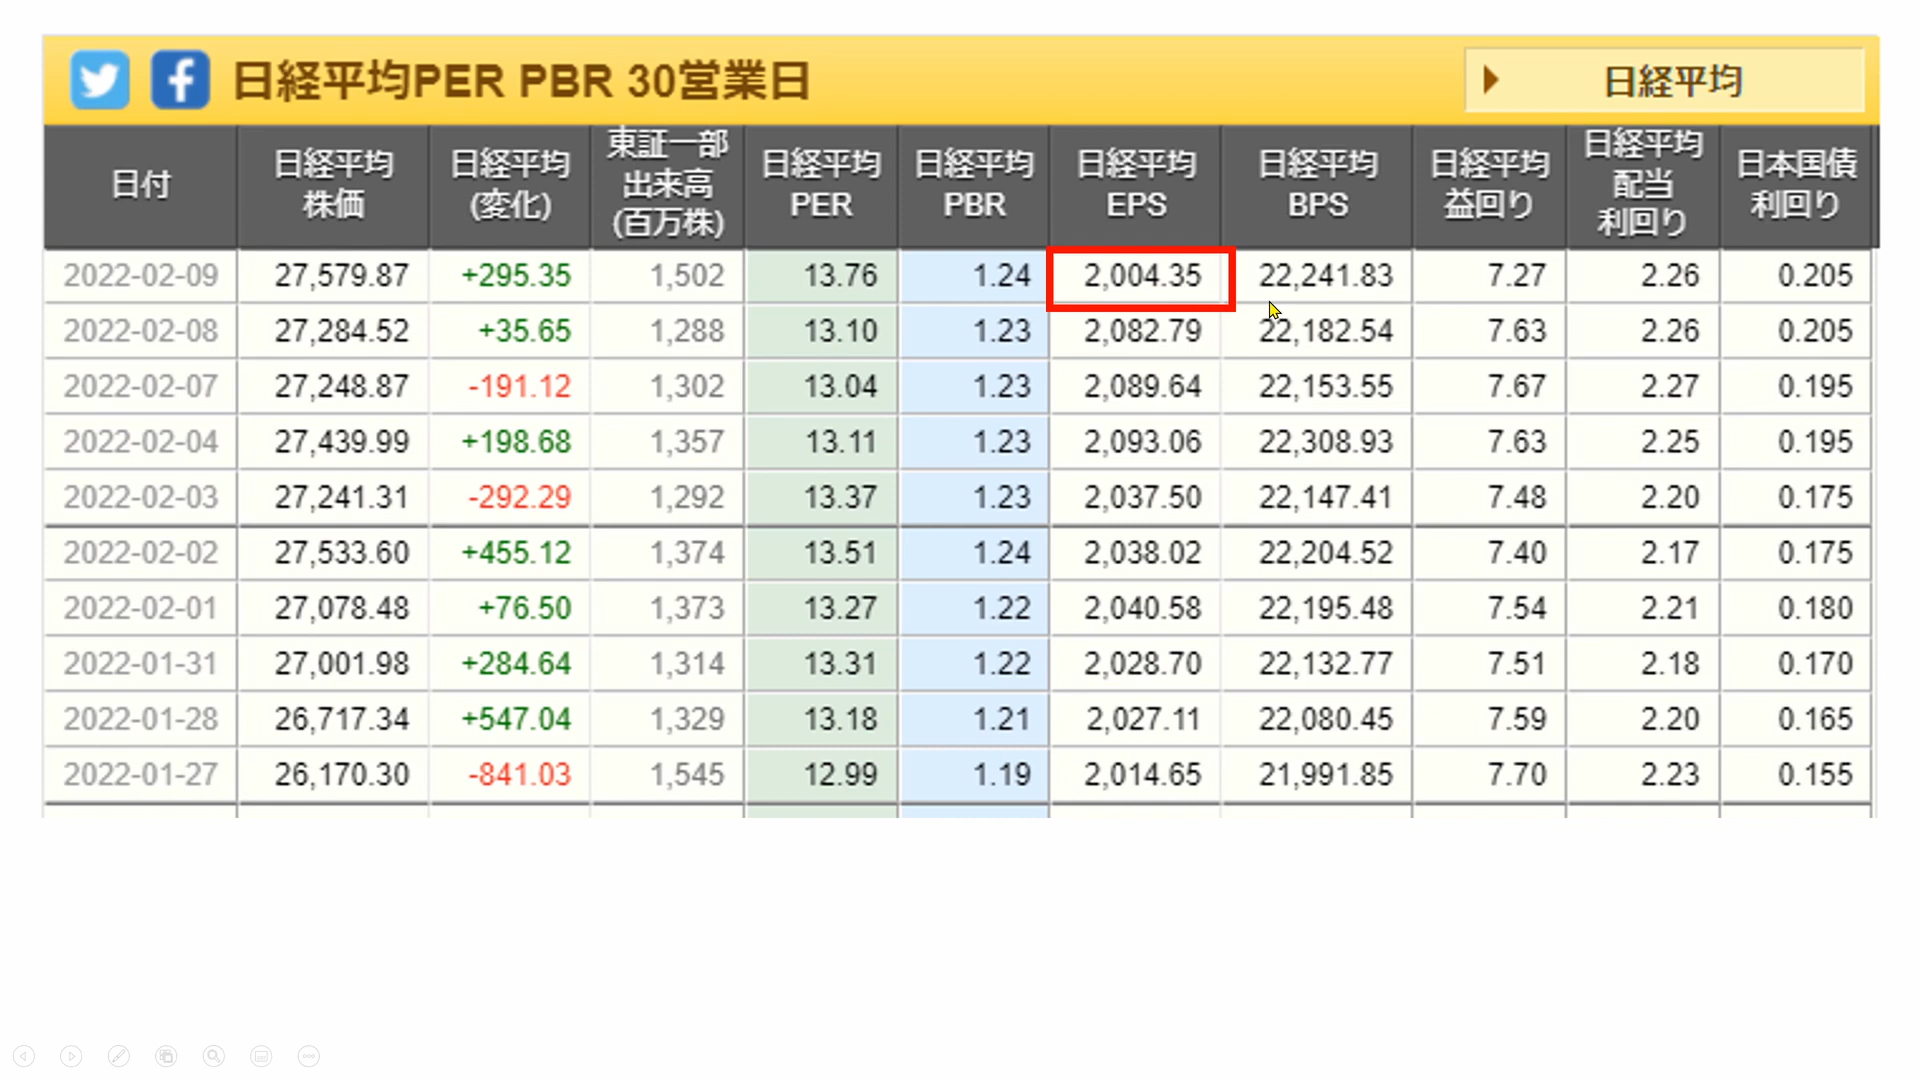 日経平均PER PBR 30営業日
日経平均
日付 日経平均株価 日経平均(変化) 東証一部出来高(百万株) 日経平均PER 日経平均PBR 日経平均EPS 日経平均BPS 日経平均益回り 日経平均配当利回り 日本国債利回り
2022-02-09 27,579.87 +295.35 1,502 13.76 1.24 2,004.35 22,241.83 7.27 2.26 0.205
2022-02-08 27,284.52 +35.65 1,288 13.10 1.23 2,082.79 22,182.54 7.63 2.26 0.205
2022-02-07 27,248.87 -191.12 1,302 13.04 1.23 2,089.64 22,153.55 7.67 2.27 0.195
2022-02-04 27,439.99 +198.68 1,357 13.11 1.23 2,093.06 22,308.93 7.63 2.25 0.195
2022-02-03 27,241.31 -292.29 1,292 13.37 1.23 2,037.50 22,147.41 7.48 2.20 0.175
2022-02-02 27,533.60 +455.12 1,374 13.51 1.24 2,038.02 22,204.52 7.40 2.17 0.175
2022-02-01 27,078.48 +76.50 1,373 13.27 1.22 2,040.58 22,195.48 7.54 2.21 0.180
2022-01-31 27,001.98 +284.64 1,314 13.31 1.22 2,028.70 22,132.77 7.51 2.18 0.170
2022-01-28 26,717.34 +547.04 1,329 13.18 1.21 2,027.11 22,080.45 7.59 2.20 0.165
2022-01-27 26,170.30 -841.03 1,545 12.99 1.19 2,014.65 21,991.85 7.70 2.23 0.155